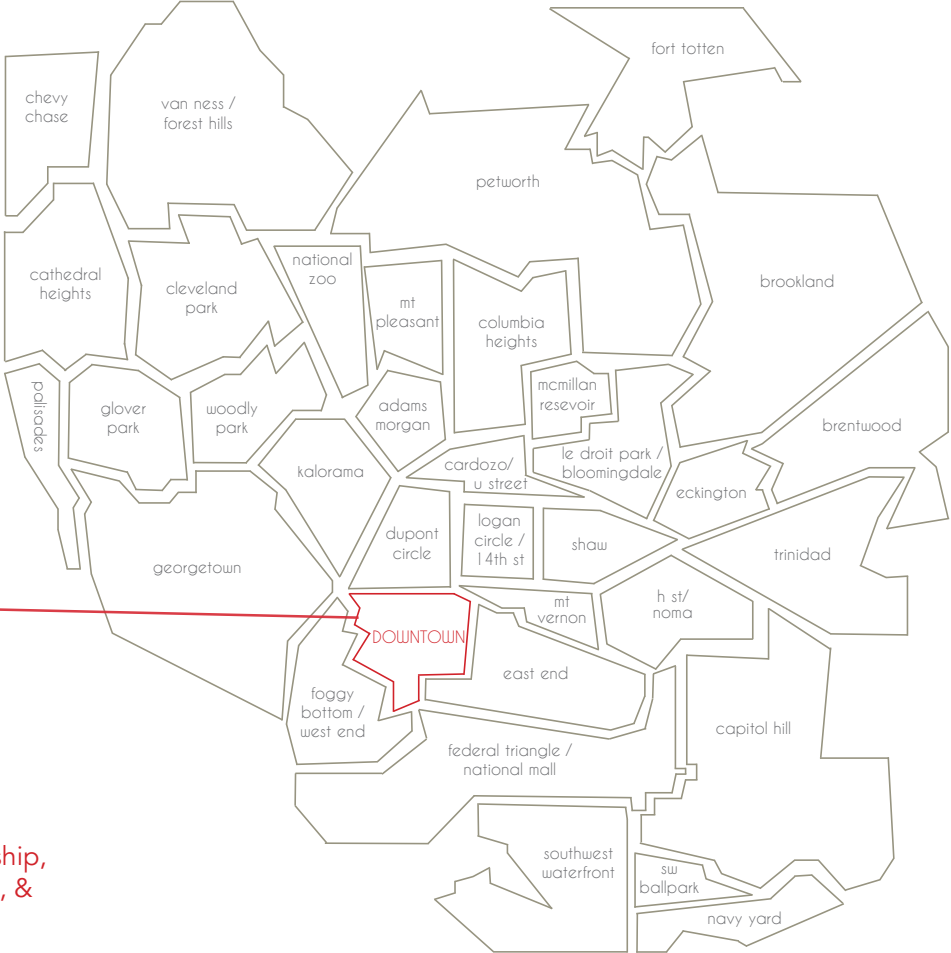 fort totten
chevy
chase
van ness /
forest hills
petworth
national
zoo
cathedral
heights
cleveland
park
brookland
mt
pleasant
columbia
heights
palisades
glover
park
woodly
park
adams
morgan
mcmillan
resevoir
brentwood
kalorama
cardozo/
u street
le droit park /
bloomingdale
eckington
dupont
circle
logan
circle /
14th st
shaw
trinidad
georgetown
mt
vernon
h st/
noma
DOWNTOWN
east end
foggy
bottom /
west end
capitol hill
federal triangle /
national mall
southwest
waterfront
sw
ballpark
navy yard
ship,
, &